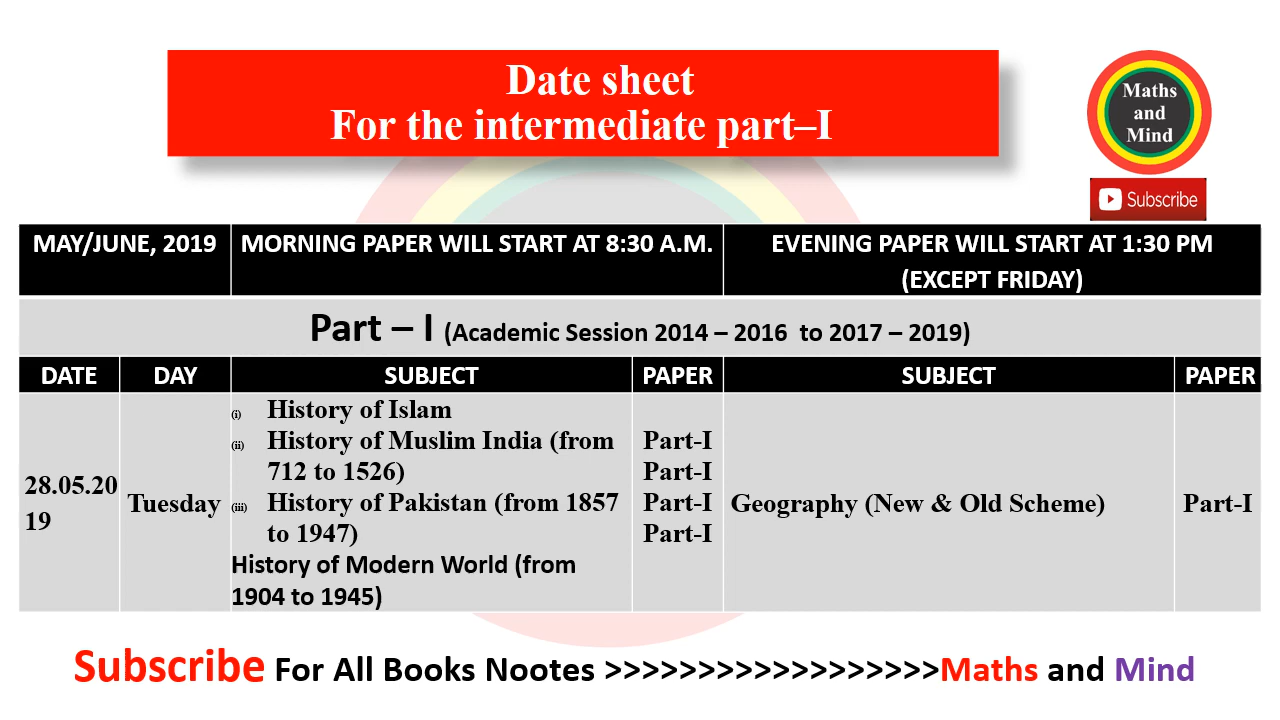 Date sheet
For the intermediate part–I
Maths
and
Mind
Subscribe
MAY/JUNE, 2019
MORNING PAPER WILL START AT 8:30 A.M.
EVENING PAPER WILL START AT 1:30 PM
(EXCEPT FRIDAY)
Part – I (Academic Session 2014 – 2016 to 2017 – 2019)
DATE DAY SUBJECT PAPER SUBJECT PAPER
28.05.20
19
Tuesday
(i) History of Islam
(ii) History of Muslim India (from
712 to 1526)
(iii) History of Pakistan (from 1857
to 1947)
History of Modern World (from
1904 to 1945)
Part-I
Part-I
Part-I
Part-I
Geography (New & Old Scheme)
Part-I
Subscribe For All Books Nootes >>>>>>>>>>>>>>>>>>Maths and Mind